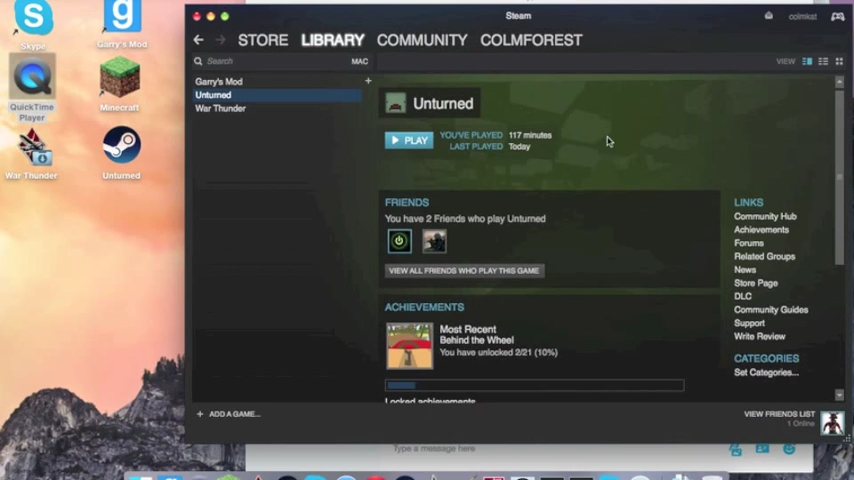 Steam
colmkat
STORE LIBRARY COMMUNITY COLMFOREST
Search MAC
VIEW
Garry's Mod
Unturned
War Thunder
Unturned
PLAY
YOU'VE PLAYED 117 minutes
LAST PLAYED Today
FRIENDS
You have 2 Friends who play Unturned
VIEW ALL FRIENDS WHO PLAY THIS GAME
ACHIEVEMENTS
Most Recent
Behind the Wheel
You have unlocked 2/21 (10%)
Locked achievements
LINKS
Community Hub
Achievements
Forums
Related Groups
News
Store Page
DLC
Community Guides
Support
Write Review
CATEGORIES
Set Categories...
+ ADD A GAME...
VIEW FRIENDS LIST
1 Online
Type a message here
Skype
Garry's Mod
QuickTime
Player
Minecraft
War Thunder
Unturned